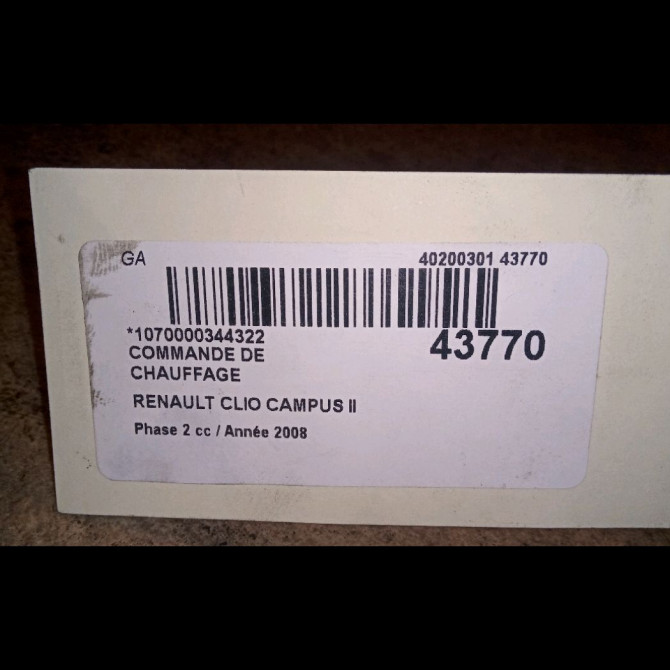 GA 40200301 43770
*1070000344322 43770
COMMANDE DE
CHAUFFAGE
RENAULT CLIO CAMPUS II
Phase 2 cc / Année 2008